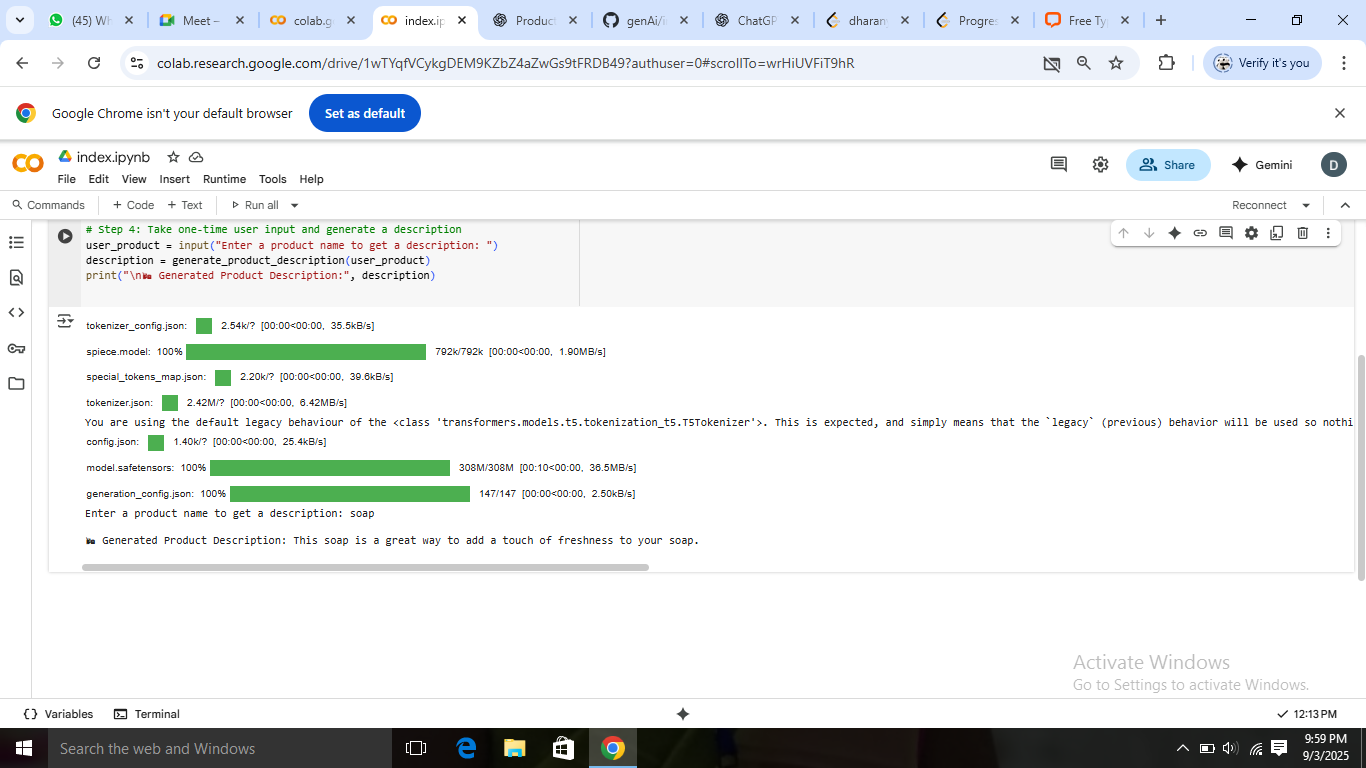 (45) Wh
Meet –
colab.g
index.ip
Product
genAi/i
ChatGP
dharan
Progres
Free Ty
colab.research.google.com/drive/1wTYqfVCykgDEM9KZbZ4aZwGs9tFRDB49?authuser=0#scrollTo=wrHiUVFiT9hR
Verify it's you
Google Chrome isn't your default browser
Set as default
index.ipynb
File Edit View Insert Runtime Tools Help
Share
Gemini
D
Commands + Code + Text Run all
Reconnect
# Step 4: Take one-time user input and generate a description
user_product = input("Enter a product name to get a description: ")
description = generate_product_description(user_product)
print("\n🛍️ Generated Product Description:", description)
tokenizer_config.json: 2.54k/? [00:00<00:00, 35.5kB/s]
spiece.model: 100% 792k/792k [00:00<00:00, 1.90MB/s]
special_tokens_map.json: 2.20k/? [00:00<00:00, 39.6kB/s]
tokenizer.json: 2.42M/? [00:00<00:00, 6.42MB/s]
You are using the default legacy behaviour of the <class 'transformers.models.t5.tokenization_t5.T5Tokenizer'>. This is expected, and simply means that the `legacy` (previous) behavior will be used so nothi
config.json: 1.40k/? [00:00<00:00, 25.4kB/s]
model.safetensors: 100% 308M/308M [00:10<00:00, 36.5MB/s]
generation_config.json: 100% 147/147 [00:00<00:00, 2.50kB/s]
Enter a product name to get a description: soap
🛍️ Generated Product Description: This soap is a great way to add a touch of freshness to your soap.
Activate Windows
Go to Settings to activate Windows.
Variables Terminal
12:13 PM
Search the web and Windows
9:59 PM
9/3/2025